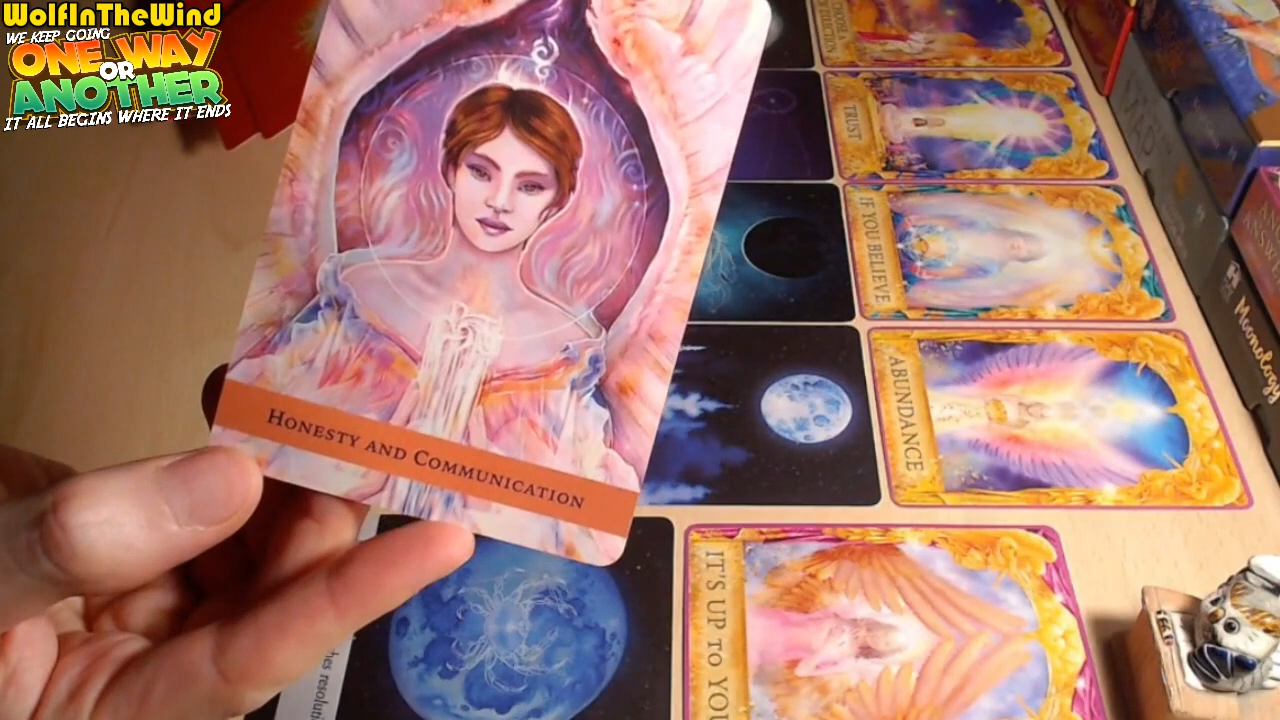 WolfInTheWind
WE KEEP GOING
ONE WAY
OR
ANOTHER
IT ALL BEGINS WHERE IT ENDS
HONESTY AND COMMUNICATION
TRUST
IF YOU BELIEVE
ABUNDANCE
IT'S UP TO YOU
Moonology